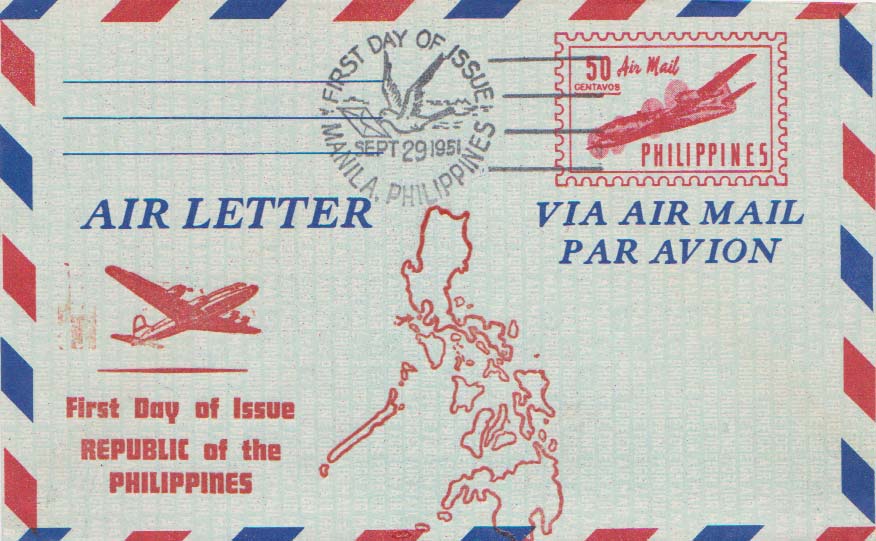 FIRST DAY OF ISSUE
MANILA, PHILIPPINES
SEPT 29 1951
50 Air Mail
CENTAVOS
PHILIPPINES
AIR LETTER
VIA AIR MAIL
PAR AVION
First Day of Issue
REPUBLIC of the
PHILIPPINES